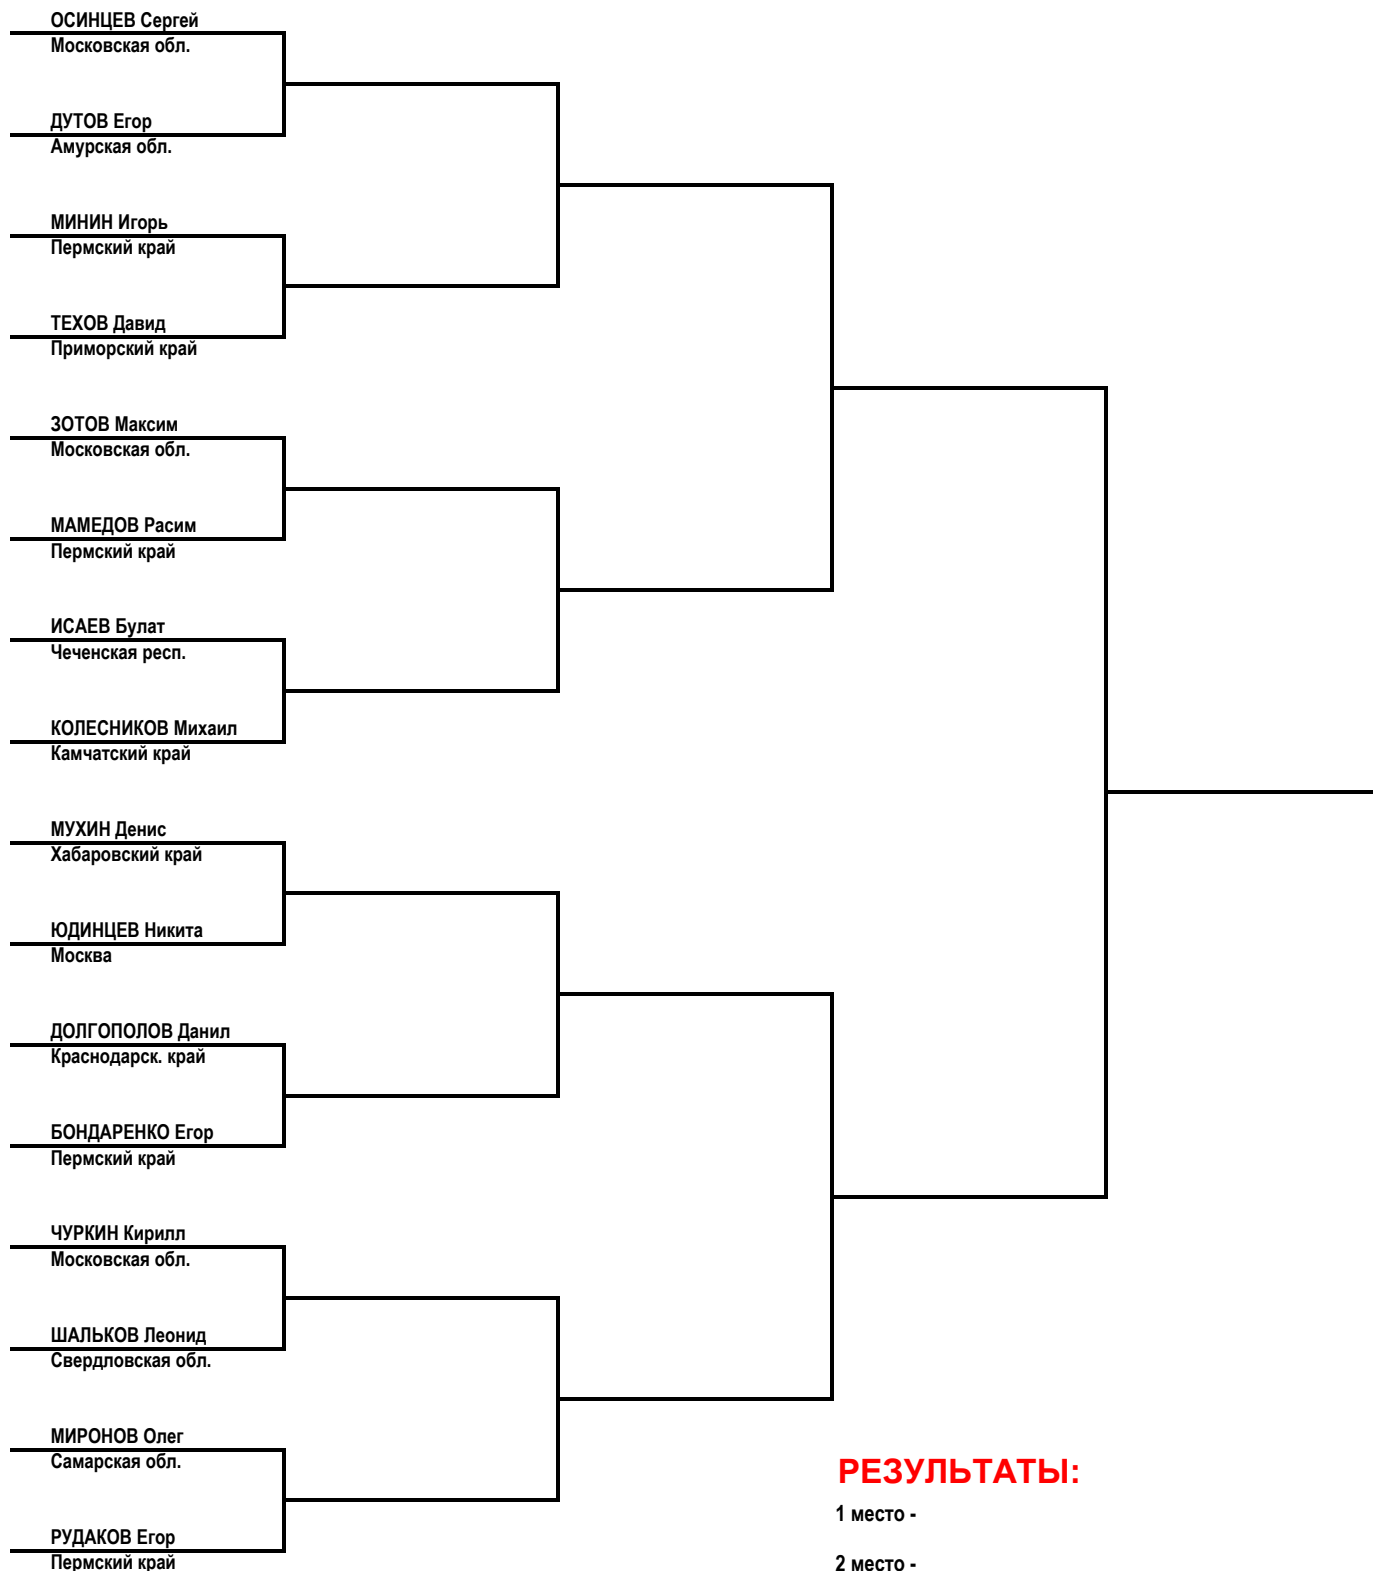 ОСИНЦЕВ Сергей
Московская обл.
ДУТОВ Егор
Амурская обл.
МИНИН Игорь
Пермский край
ТЕХОВ Давид
Приморский край
ЗОТОВ Максим
Московская обл.
МАМЕДОВ Расим
Пермский край
ИСАЕВ Булат
Чеченская респ.
КОЛЕСНИКОВ Михаил
Камчатский край
МУХИН Денис
Хабаровский край
ЮДИНЦЕВ Никита
Москва
ДОЛГОПОЛОВ Данил
Краснодарск. край
БОНДАРЕНКО Егор
Пермский край
ЧУРКИН Кирилл
Московская обл.
ШАЛЬКОВ Леонид
Свердловская обл.
МИРОНОВ Олег
Самарская обл.
РУДАКОВ Егор
Пермский край
РЕЗУЛЬТАТЫ:
1 место -
2 место -